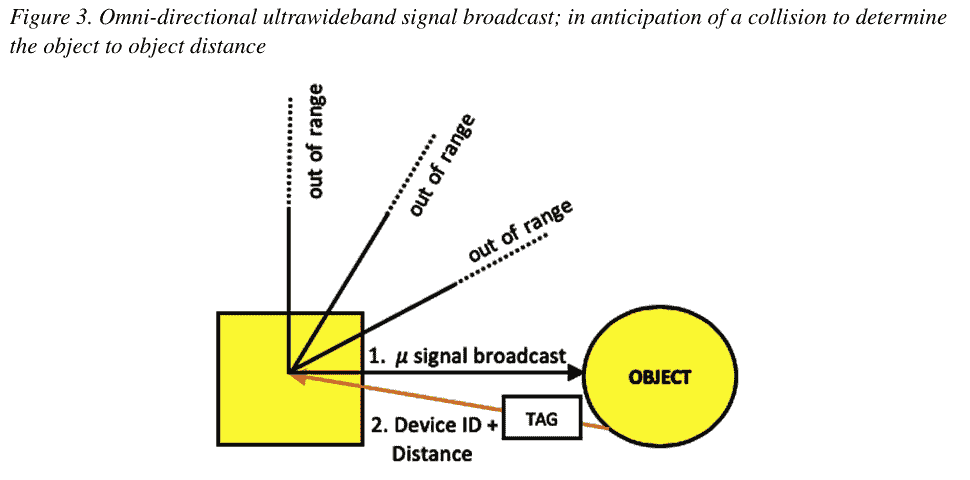 Figure 3. Omni-directional ultrawideband signal broadcast; in anticipation of a collision to determine
the object to object distance
out of range
out of range
out of range
1. μ signal broadcast
OBJECT
2. Device ID +
Distance
TAG